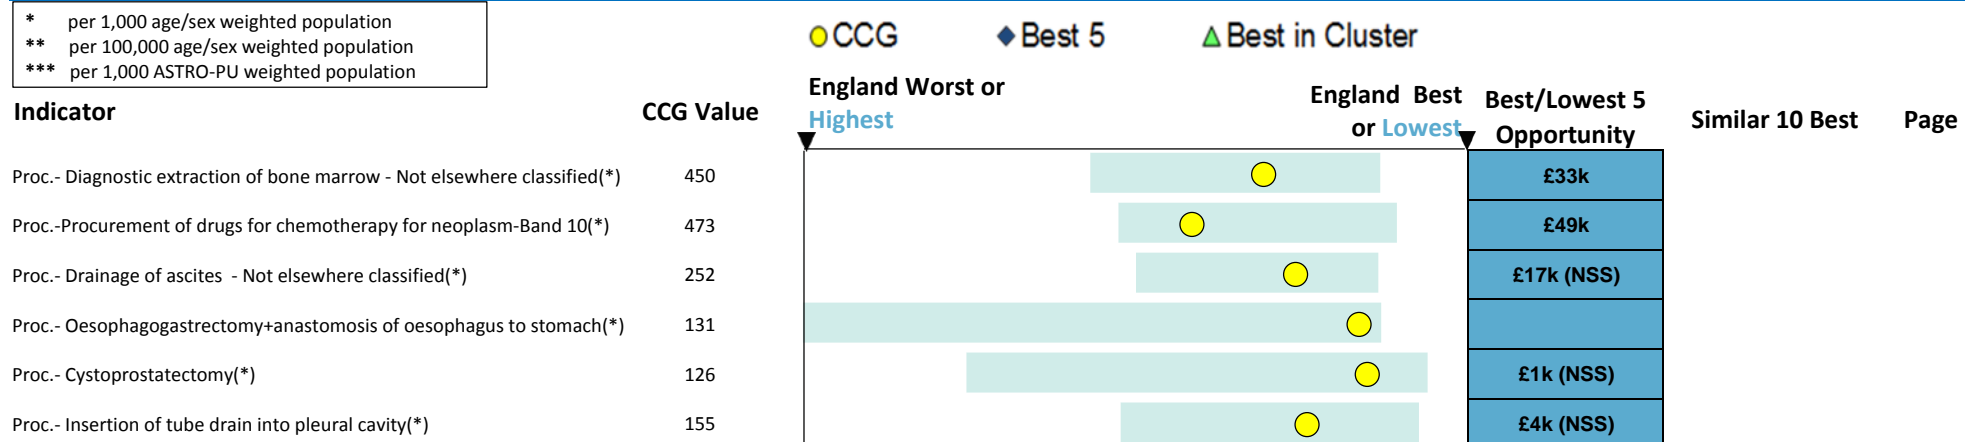 * per 1,000 age/sex weighted population
** per 100,000 age/sex weighted population
*** per 1,000 ASTRO-PU weighted population
CCG Best 5 Best in Cluster
Indicator CCG Value England Worst or Highest England Best or Lowest Best/Lowest 5 Opportunity Similar 10 Best Page
Proc.- Diagnostic extraction of bone marrow - Not elsewhere classified(*) 450 £33k
Proc.-Procurement of drugs for chemotherapy for neoplasm-Band 10(*) 473 £49k
Proc.- Drainage of ascites - Not elsewhere classified(*) 252 £17k (NSS)
Proc.- Oesophagogastrectomy+anastomosis of oesophagus to stomach(*) 131
Proc.- Cystoprostatectomy(*) 126 £1k (NSS)
Proc.- Insertion of tube drain into pleural cavity(*) 155 £4k (NSS)